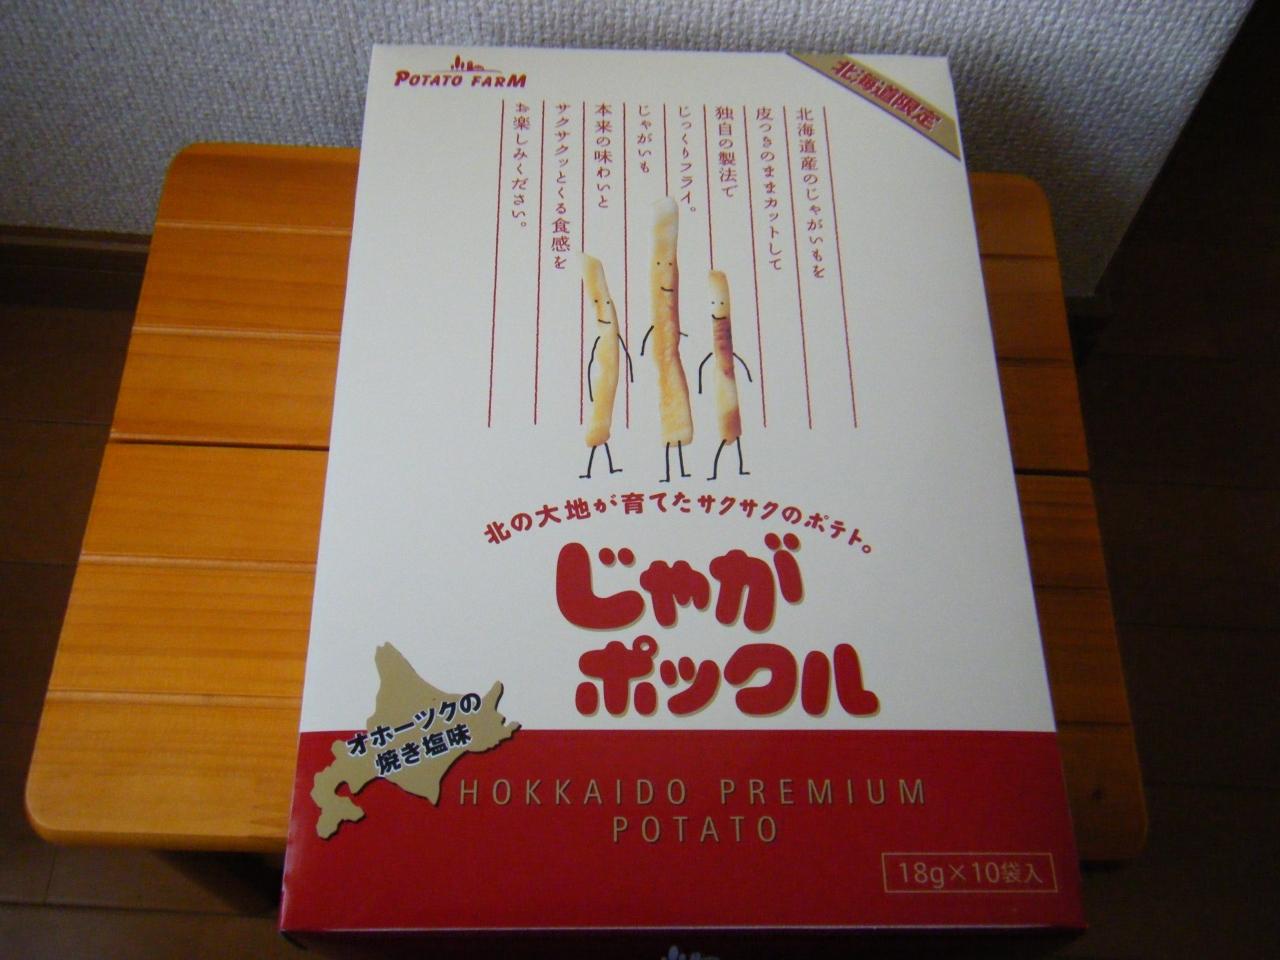 POTATO FARM
北海道限定
北海道産のじゃがいもを
皮つきのままカットして
独自の製法で
じっくりフライ。
じゃがいも
本来の味わいと
サクサクッとくる食感を
お楽しみください。
北の大地が育てたサクサクのポテト。
じゃが
ポックル
オホーツクの
焼き塩味
HOKKAIDO PREMIUM
POTATO
18g×10袋入